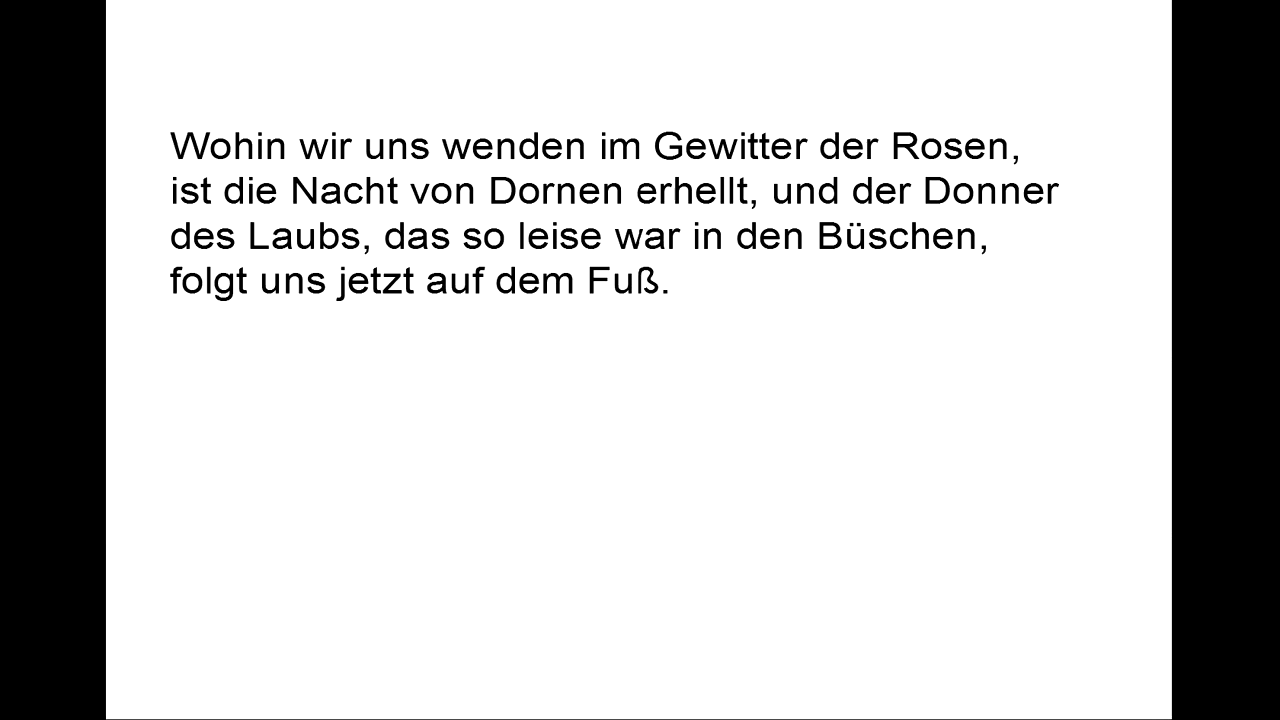 Wohin wir uns wenden im Gewitter der Rosen,
ist die Nacht von Dornen erhellt, und der Donner
des Laubs, das so leise war in den Büschen,
folgt uns jetzt auf dem Fuß.